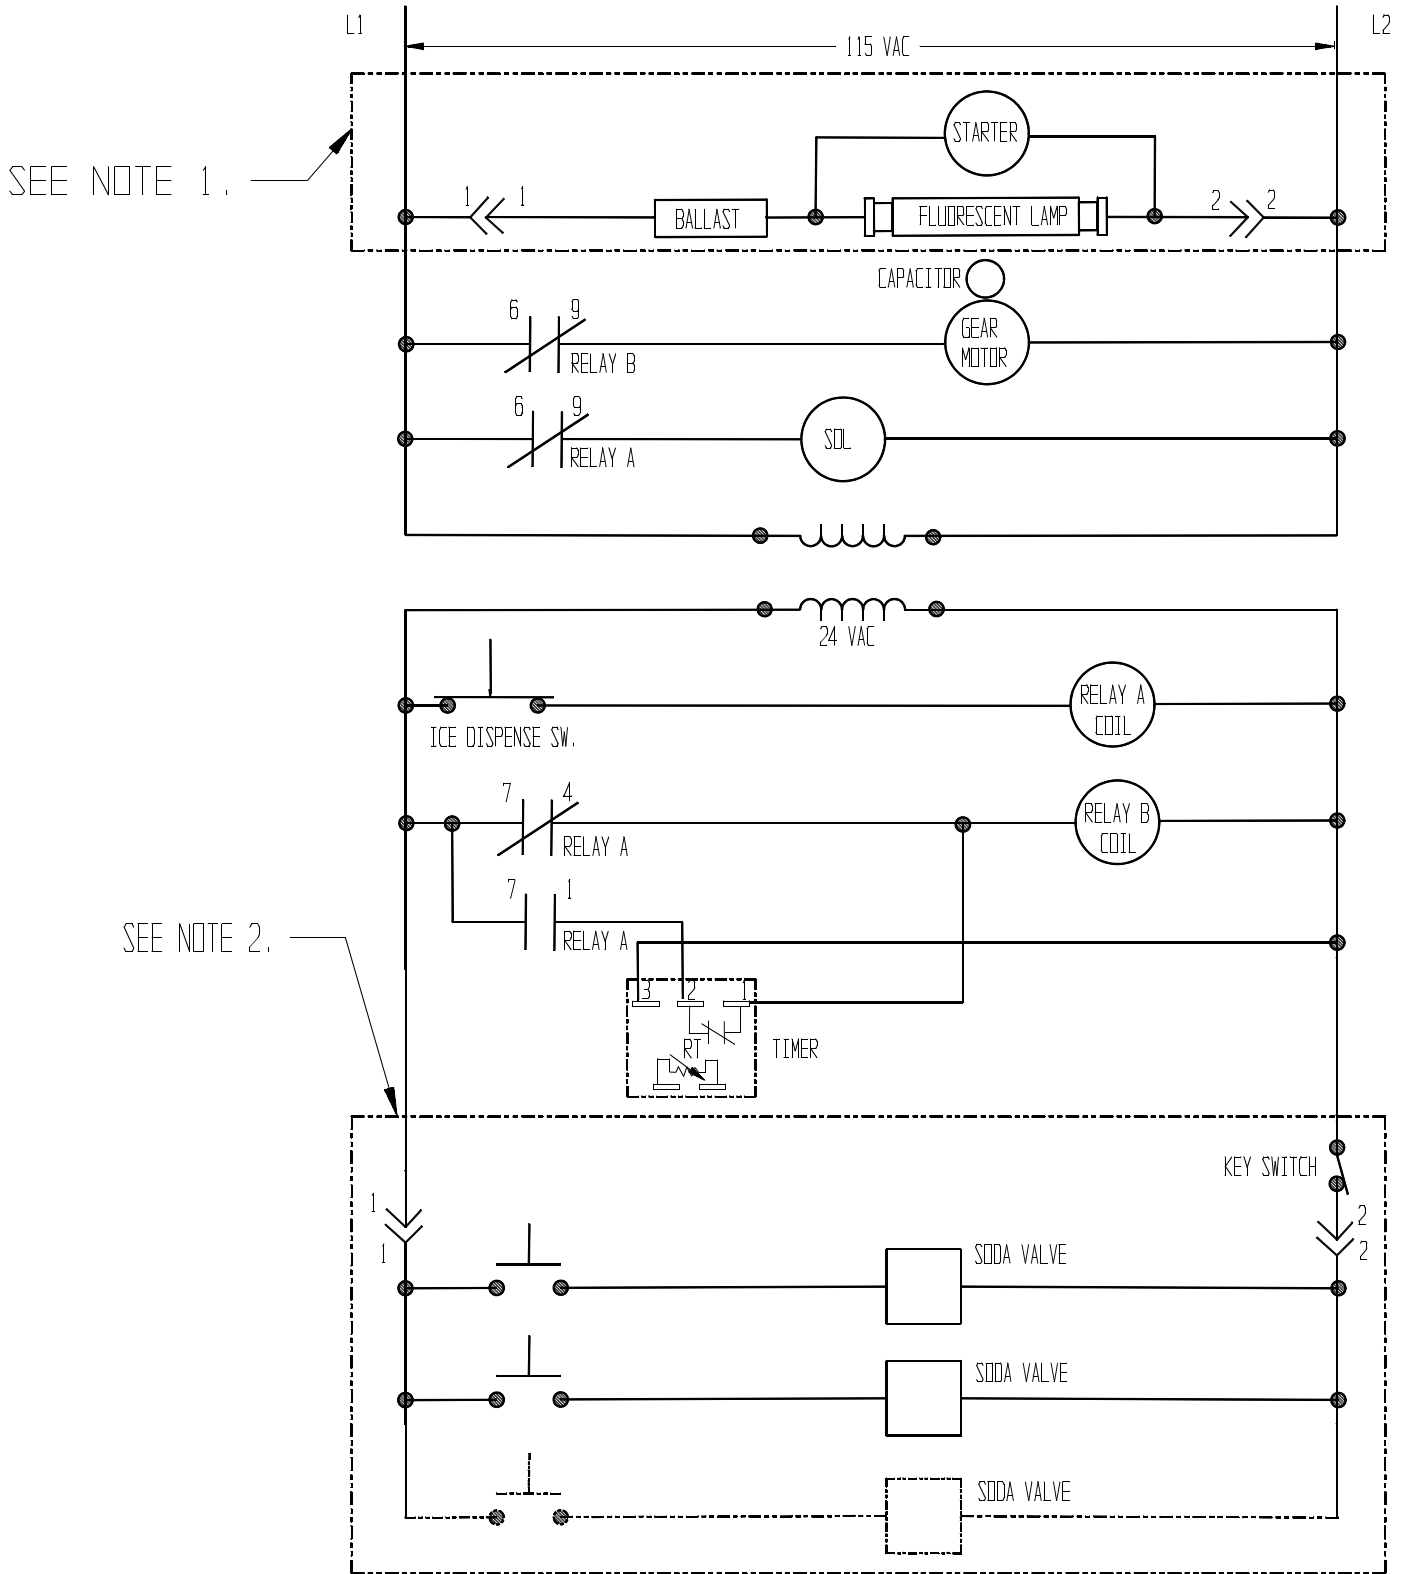 L1
L2
115 VAC
STARTER
SEE NOTE 1.
1
1
2
2
BALLAST
FLUORESCENT LAMP
CAPACITOR
6
9
GEAR
MOTOR
RELAY B
6
9
SOL
RELAY A
24 VAC
RELAY A
COIL
ICE DISPENSE SW.
7
4
RELAY B
COIL
RELAY A
7
1
SEE NOTE 2.
RELAY A
3
2
1
RT
TIMER
KEY SWITCH
1
2
1
2
SODA VALVE
SODA VALVE
SODA VALVE